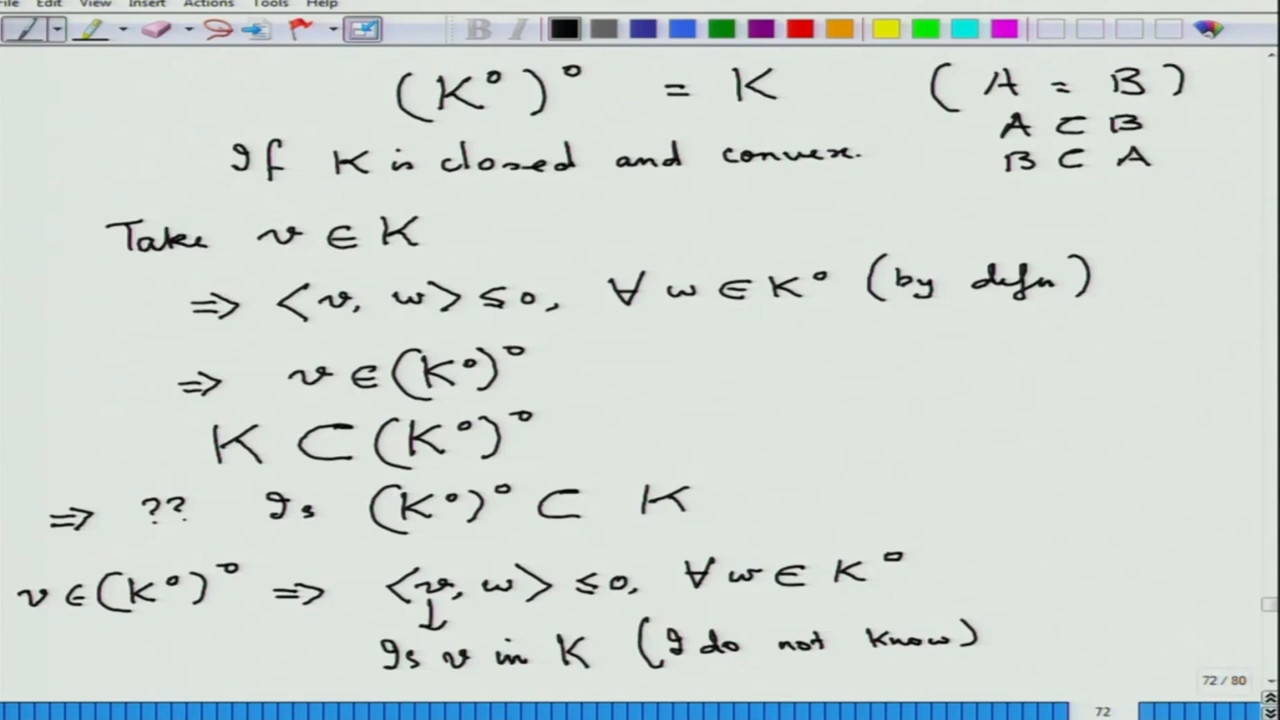 File Edit View Insert Actions Tools Help
(K°)° = K ( A = B )
A ⊂ B
If K is closed and convex.
B ⊂ A
Take v ∈ K
⇒ <v, w> ≤ 0, ∀ w ∈ K° (by defn)
⇒ v ∈ (K°)°
K ⊂ (K°)°
⇒ ?? Is (K°)° ⊂ K
v ∈ (K°)° ⇒ <v, w> ≤ 0, ∀ w ∈ K°
↓
Is v in K (I do not know)
72 / 80
72